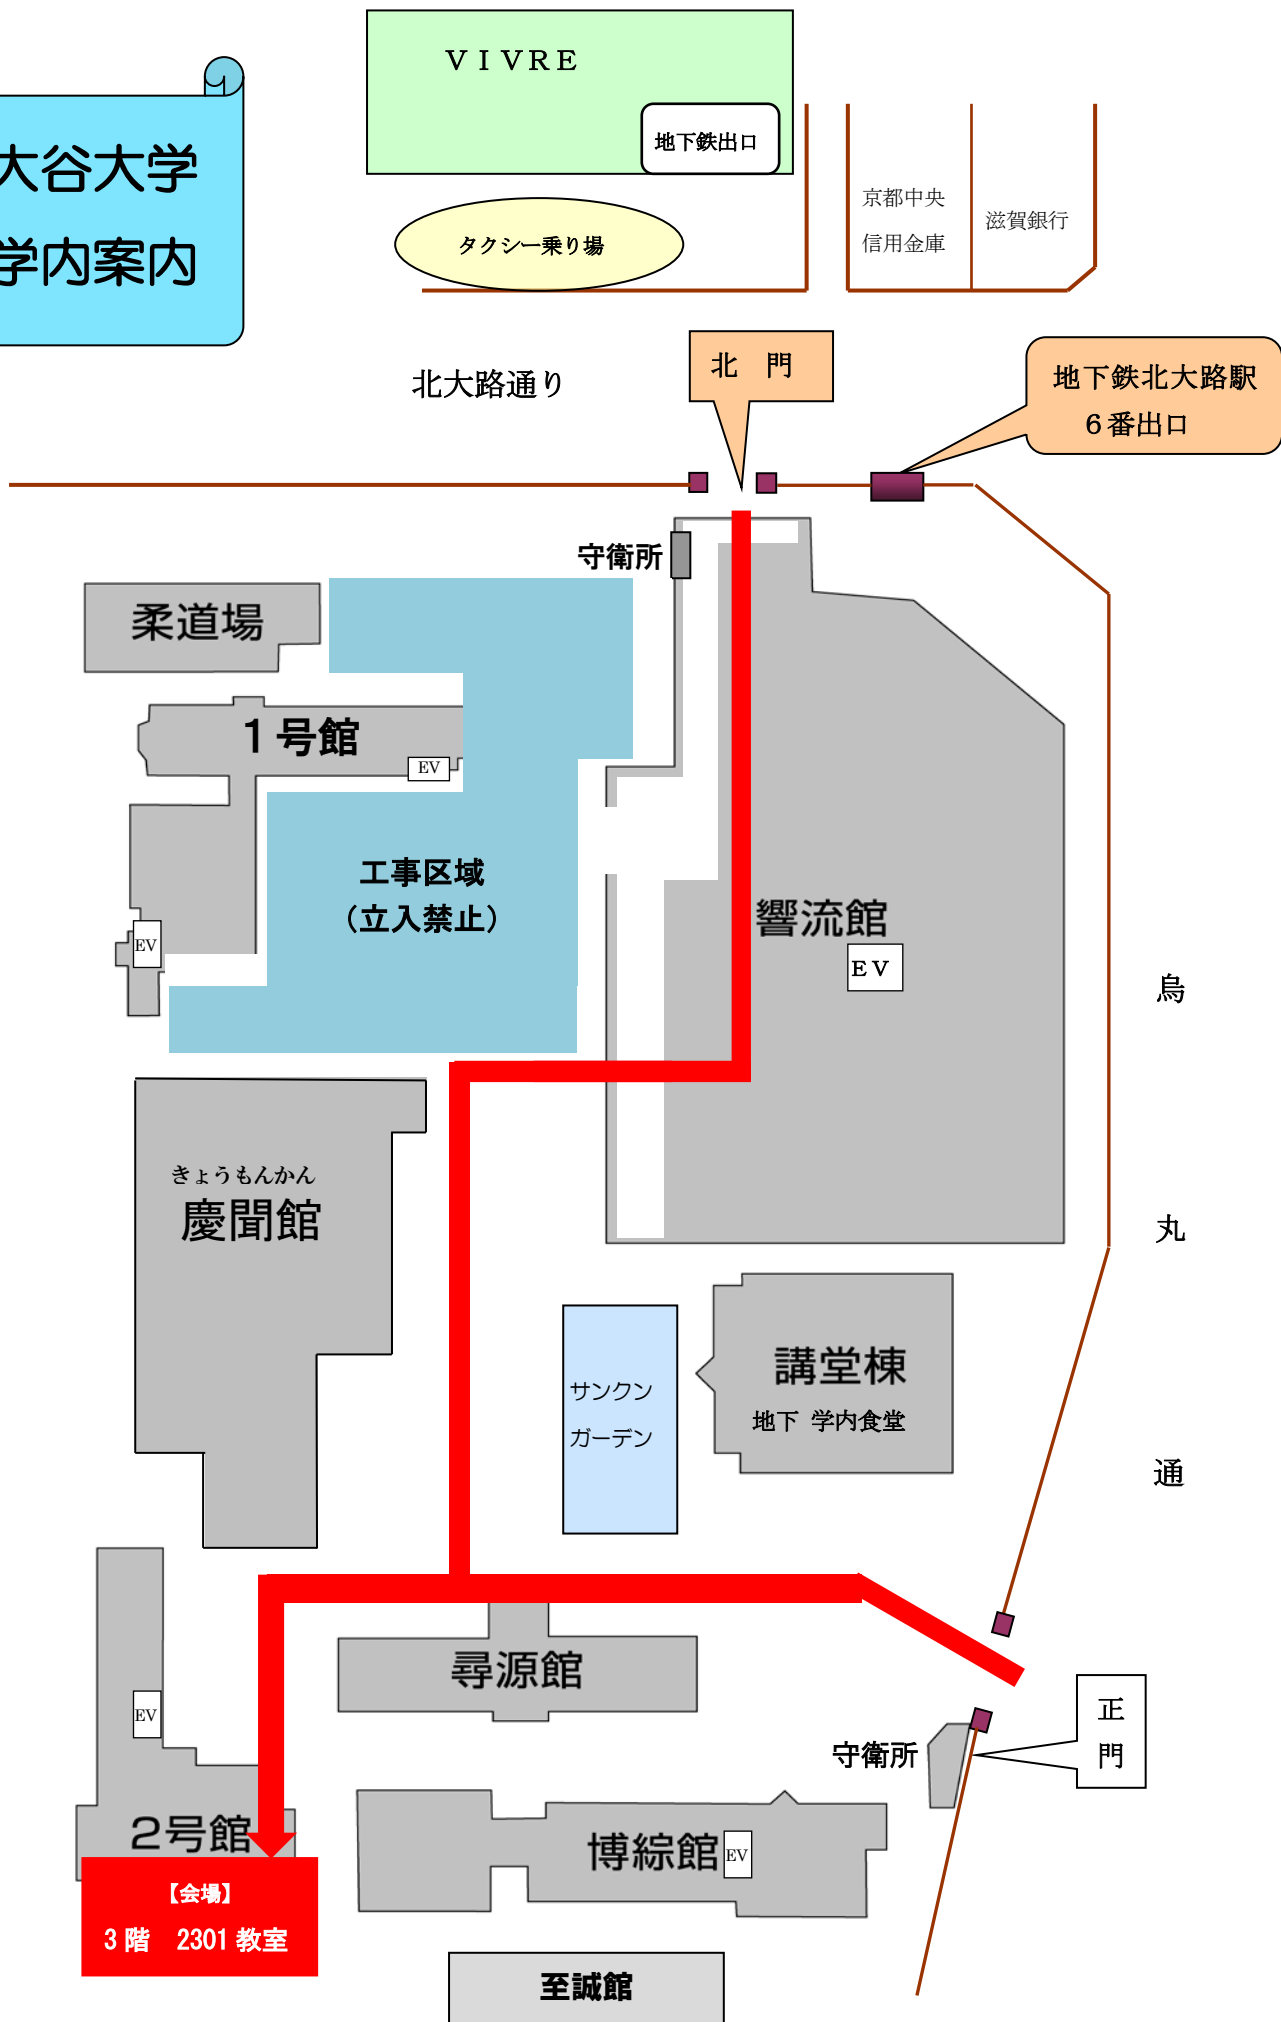 ＶＩＶＲＥ
地下鉄出口
大谷大学
学内案内
京都中央
信用金庫
滋賀銀行
タクシー乗り場
北大路通り
北　門
地下鉄北大路駅
６番出口
守衛所
柔道場
１号館
EV
工事区域
（立入禁止）
EV
響流館
ＥＶ
烏
丸
通
きょうもんかん
慶聞館
サンクン
ガーデン
講堂棟
地下 学内食堂
尋源館
EV
正
門
守衛所
２号館
博綜館
EV
【会場】
3 階　2301 教室
至誠館